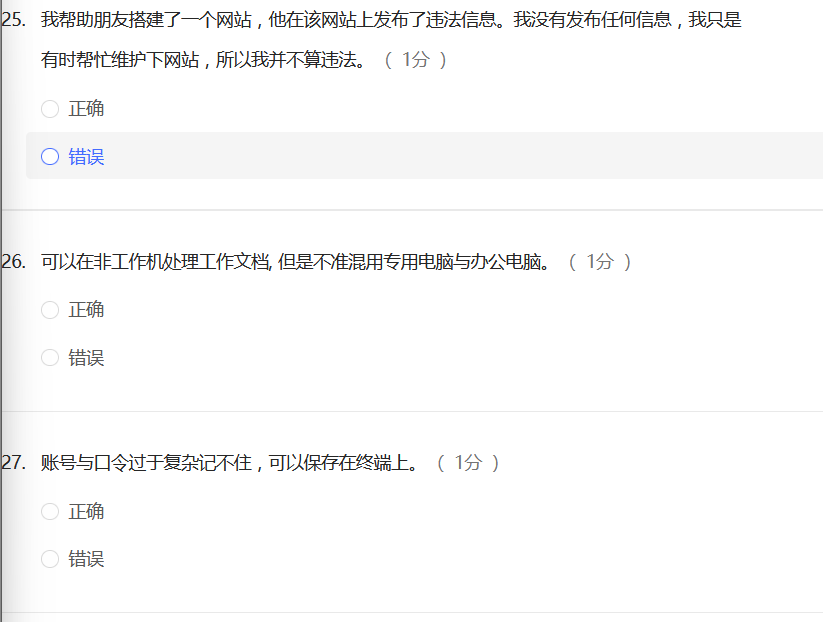 25. 我帮助朋友搭建了一个网站，他在该网站上发布了违法信息。我没有发布任何信息，我只是
有时帮忙维护下网站，所以我并不算违法。 （ 1分 ）
正确
错误
26. 可以在非工作机处理工作文档, 但是不准混用专用电脑与办公电脑。 （ 1分 ）
正确
错误
27. 账号与口令过于复杂记不住，可以保存在终端上。 （ 1分 ）
正确
错误